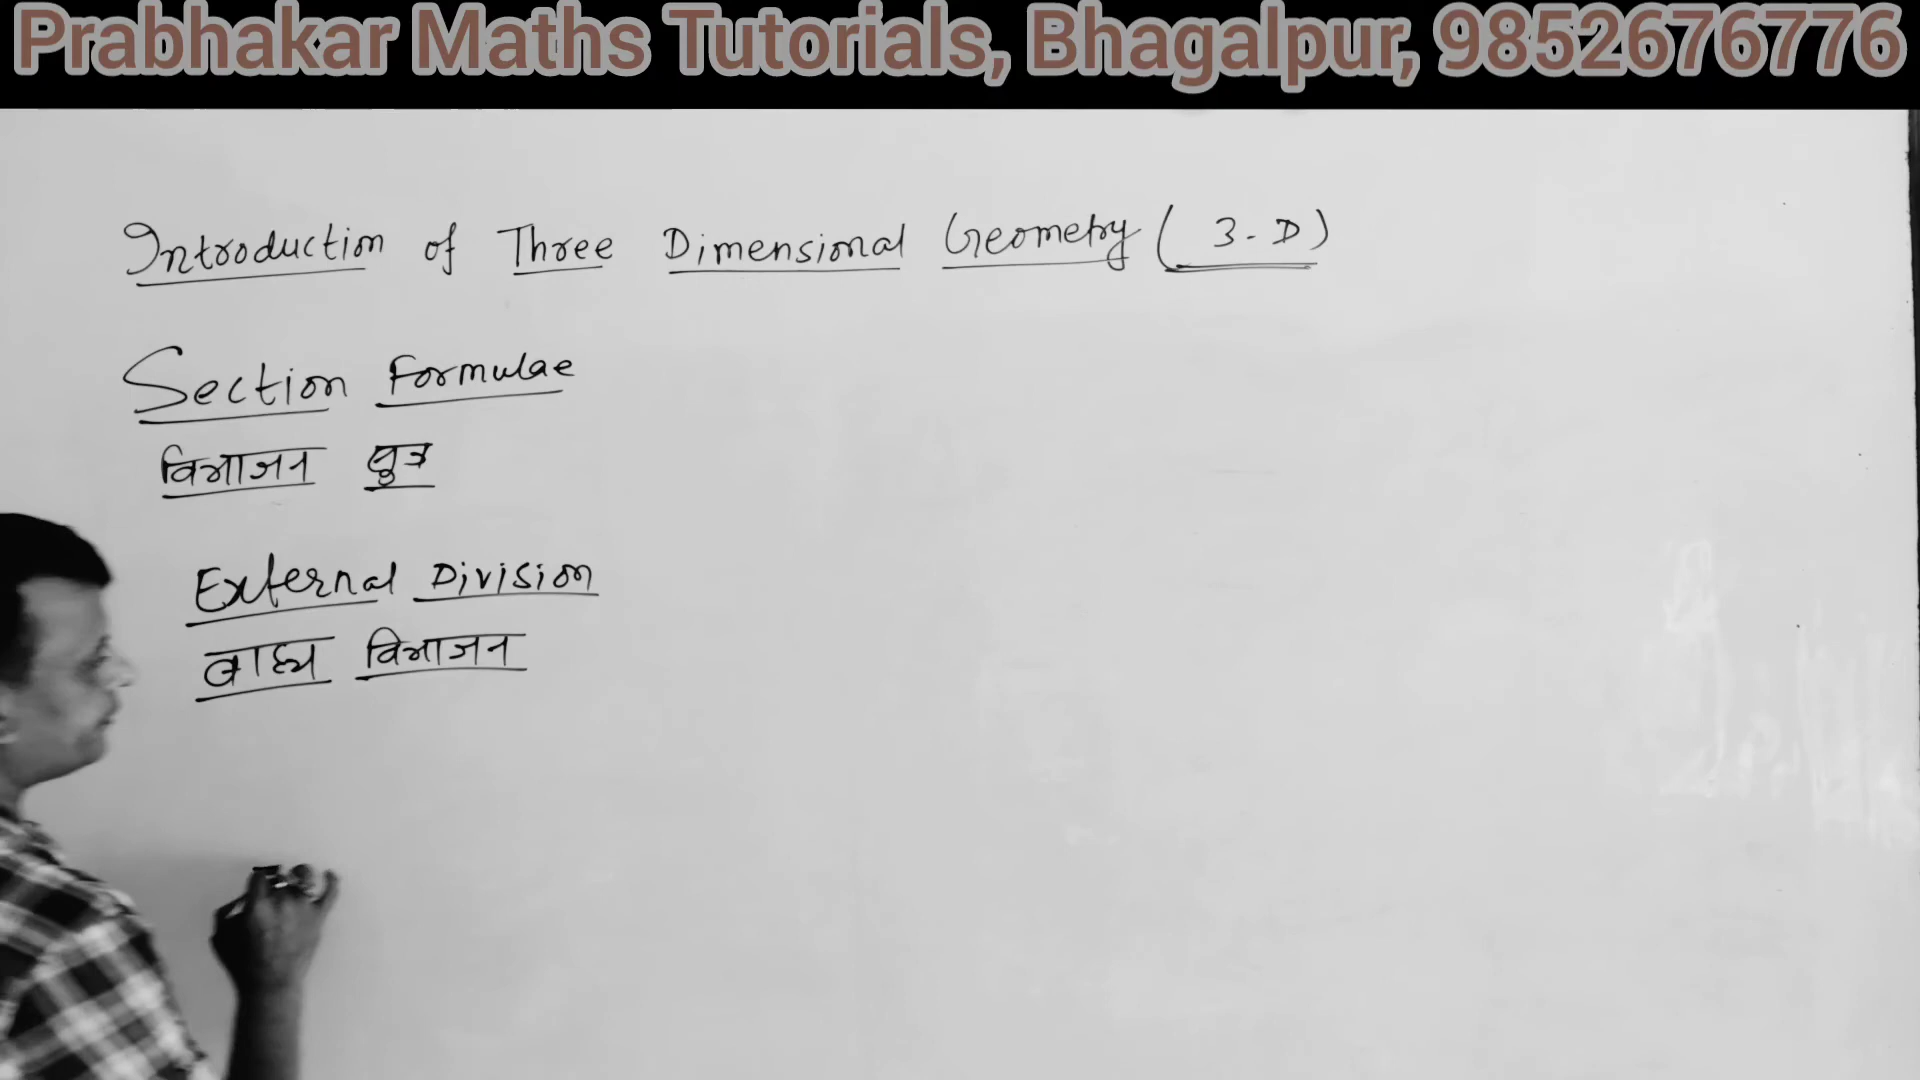 Prabhakar Maths Tutorials, Bhagalpur, 9852676776
Introduction of Three Dimensional Geometry ( 3-D )
Section Formulae
विभाजन सूत्र
External Division
बाह्य विभाजन